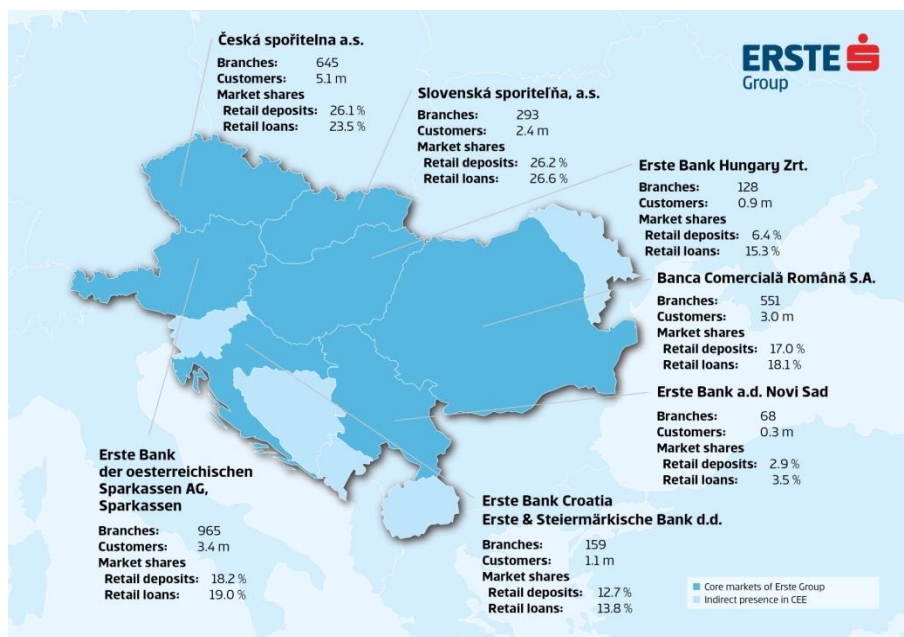 Česká spořitelna a.s.
Branches: 645
Customers: 5.1 m
Market shares
Retail deposits: 26.1 %
Retail loans: 23.5 %
ERSTE
Group
Slovenská sporiteľňa, a.s.
Branches: 293
Customers: 2.4 m
Market shares
Retail deposits: 26.2 %
Retail loans: 26.6 %
Erste Bank Hungary Zrt.
Branches: 128
Customers: 0.9 m
Market shares
Retail deposits: 6.4 %
Retail loans: 15.3 %
Banca Comercială Română S.A.
Branches: 551
Customers: 3.0 m
Market shares
Retail deposits: 17.0 %
Retail loans: 18.1 %
Erste Bank a.d. Novi Sad
Branches: 68
Customers: 0.3 m
Market shares
Retail deposits: 2.9 %
Retail loans: 3.5 %
Erste Bank
der oesterreichischen
Sparkassen AG,
Sparkassen
Branches: 965
Customers: 3.4 m
Market shares
Retail deposits: 18.2 %
Retail loans: 19.0 %
Erste Bank Croatia
Erste & Steiermärkische Bank d.d.
Branches: 159
Customers: 1.1 m
Market shares
Retail deposits: 12.7 %
Retail loans: 13.8 %
Core markets of Erste Group
Indirect presence in CEE